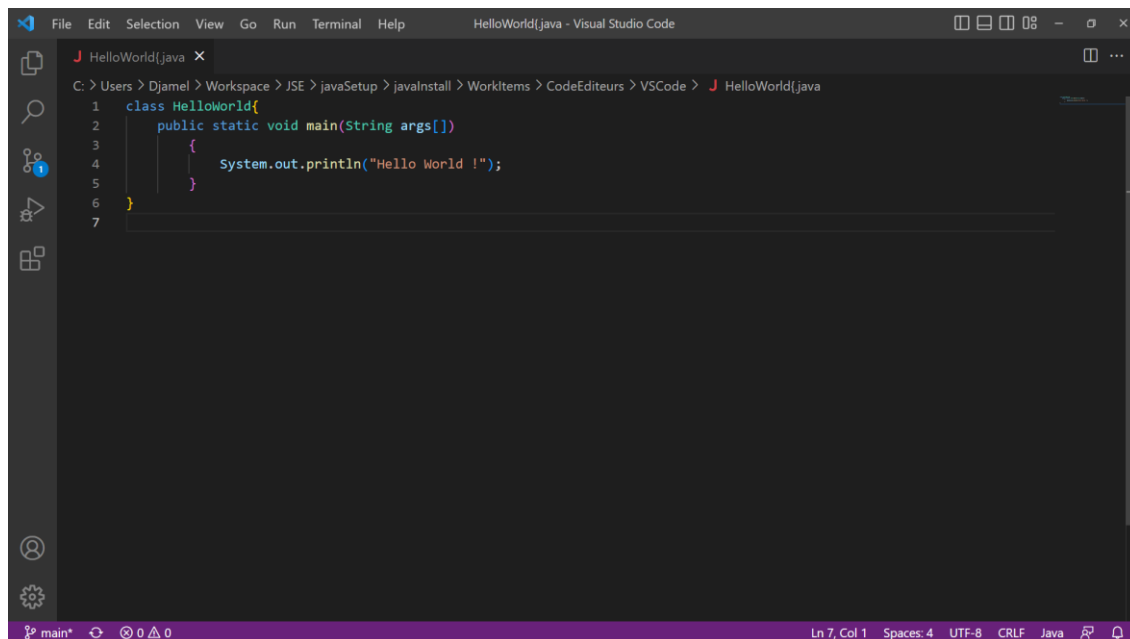 File Edit Selection View Go Run Terminal Help HelloWorld{.java - Visual Studio Code
J HelloWorld{.java
C: > Users > Djamel > Workspace > JSE > javaSetup > javaInstall > WorkItems > CodeEditeurs > VSCode > J HelloWorld{.java
1 class HelloWorld{
2 public static void main(String args[])
3 {
4 System.out.println("Hello World !");
5 }
6 }
7
1
main* 0 0 Ln 7, Col 1 Spaces: 4 UTF-8 CRLF Java